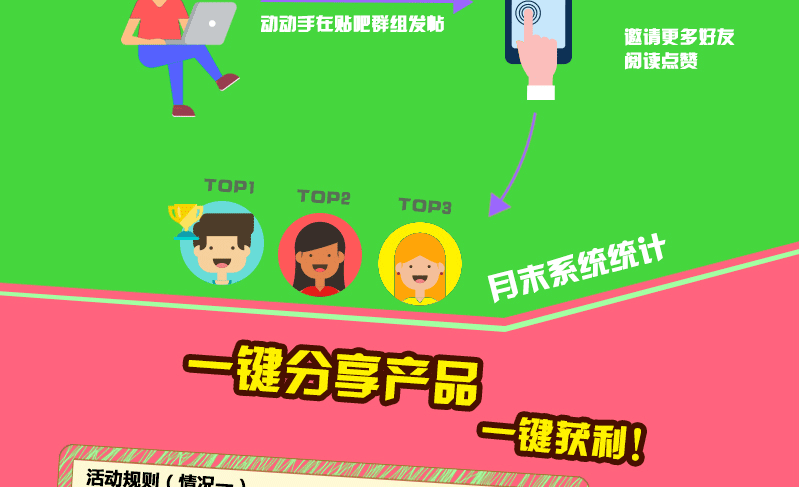 动动手在贴吧群组发帖
邀请更多好友
阅读点赞
TOP1
TOP2
TOP3
月末系统统计
一键分享产品
一键获利!
活动规则(情况一)